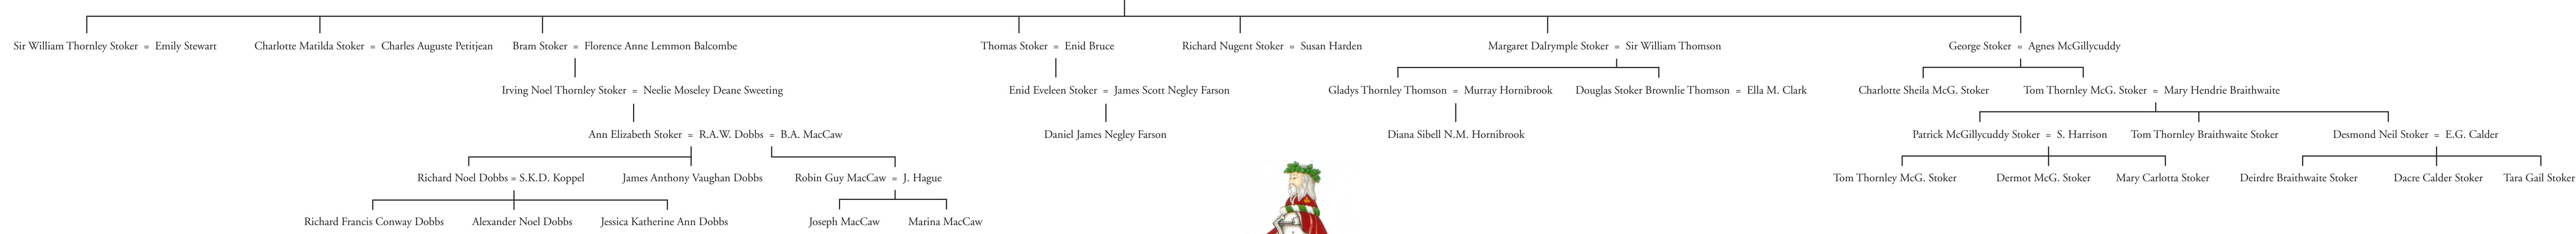 Sir William Thornley Stoker = Emily Stewart Charlotte Matilda Stoker = Charles Auguste Petitjean Bram Stoker = Florence Anne Lemmon Balcombe Thomas Stoker = Enid Bruce Richard Nugent Stoker = Susan Harden Margaret Dalrymple Stoker = Sir William Thomson George Stoker = Agnes McGillycuddy
Irving Noel Thornley Stoker = Neelie Moseley Deane Sweeting Enid Eveleen Stoker = James Scott Negley Farson Gladys Thornley Thomson = Murray Hornibrook Douglas Stoker Brownlie Thomson = Ella M. Clark Charlotte Sheila McG. Stoker Tom Thornley McG. Stoker = Mary Hendrie Braithwaite
Ann Elizabeth Stoker = R.A.W. Dobbs = B.A. MacCaw Daniel James Negley Farson Diana Sibell N.M. Hornibrook Patrick McGillycuddy Stoker = S. Harrison Tom Thornley Braithwaite Stoker Desmond Neil Stoker = E.G. Calder
Richard Noel Dobbs = S.K.D. Koppel James Anthony Vaughan Dobbs Robin Guy MacCaw = J. Hague Tom Thornley McG. Stoker Dermot McG. Stoker Mary Carlotta Stoker Deirdre Braithwaite Stoker Dacre Calder Stoker Tara Gail Stoker
Richard Francis Conway Dobbs Alexander Noel Dobbs Jessica Katherine Ann Dobbs Joseph MacCaw Marina MacCaw